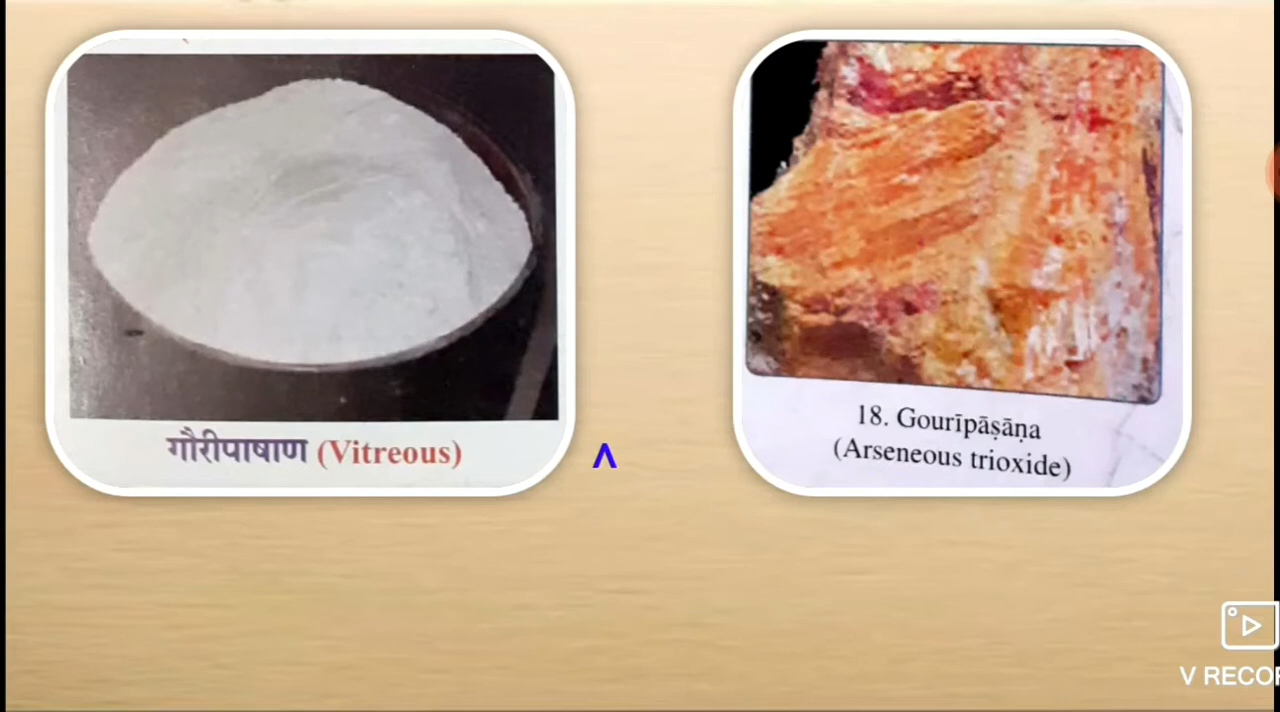 गौरीपाषाण (Vitreous)
^
18. Gourīpāṣāṇa
(Arseneous trioxide)
V RECOR